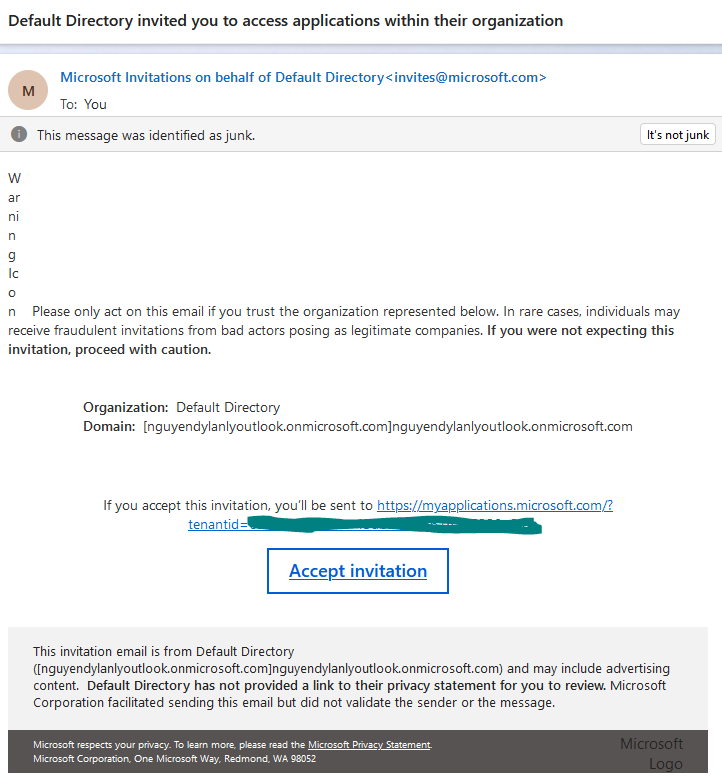 Default Directory invited you to access applications within their organization
M
Microsoft Invitations on behalf of Default Directory<invites@microsoft.com>
To: You
This message was identified as junk.
It's not junk
W
ar
ni
n
g
Ic
o
n Please only act on this email if you trust the organization represented below. In rare cases, individuals may
receive fraudulent invitations from bad actors posing as legitimate companies. If you were not expecting this
invitation, proceed with caution.
Organization: Default Directory
Domain: [nguyendylanlyoutlook.onmicrosoft.com]nguyendylanlyoutlook.onmicrosoft.com
If you accept this invitation, you'll be sent to https://myapplications.microsoft.com/?
tenantid=
Accept invitation
This invitation email is from Default Directory
([nguyendylanlyoutlook.onmicrosoft.com]nguyendylanlyoutlook.onmicrosoft.com) and may include advertising
content. Default Directory has not provided a link to their privacy statement for you to review. Microsoft
Corporation facilitated sending this email but did not validate the sender or the message.
Microsoft respects your privacy. To learn more, please read the Microsoft Privacy Statement.
Microsoft Corporation, One Microsoft Way, Redmond, WA 98052
Microsoft
Logo